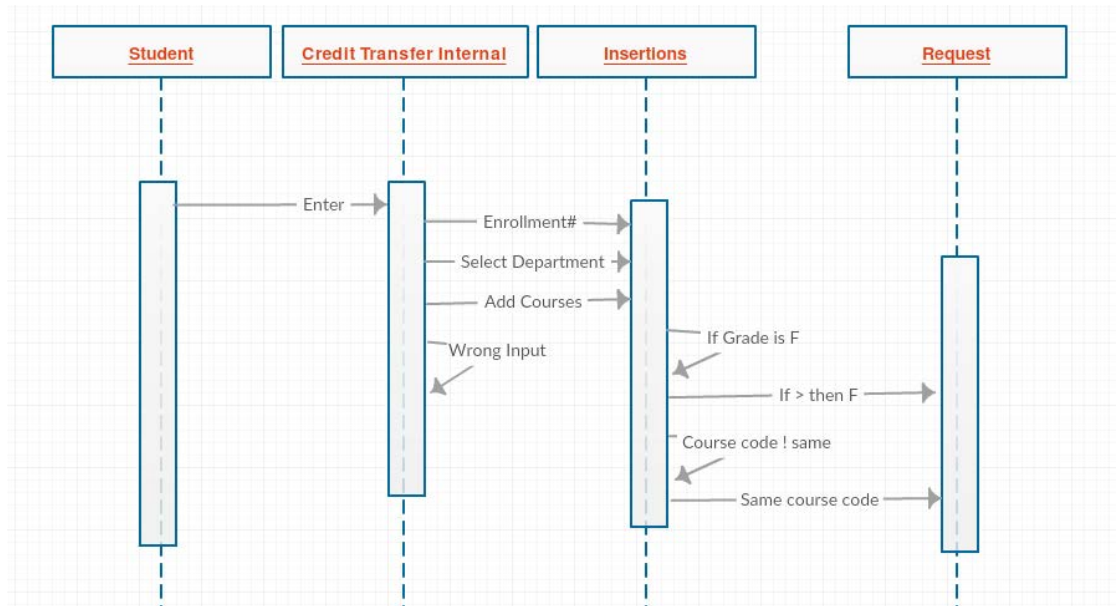 Student
Credit Transfer Internal
Insertions
Request
Enter
Enrollment#
Select Department
Add Courses
If Grade is F
Wrong Input
If > then F
Course code ! same
Same course code